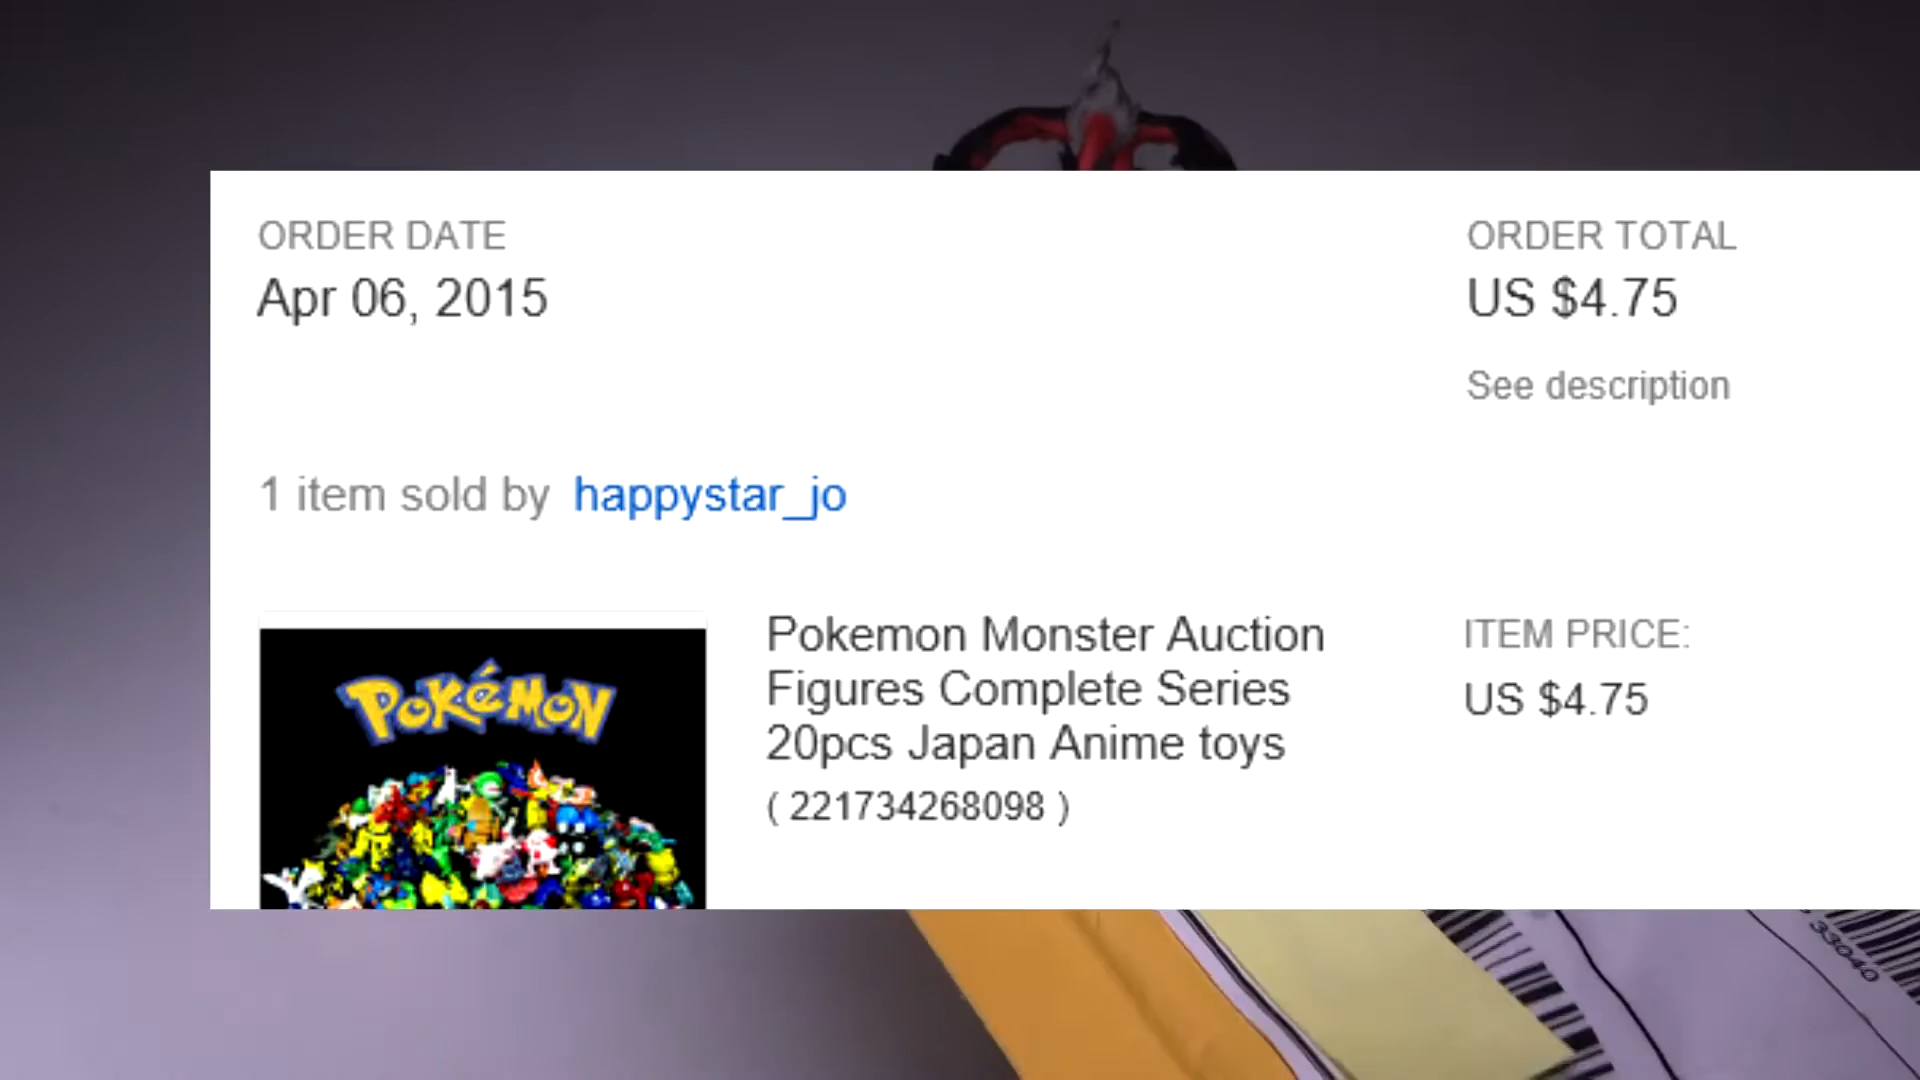 ORDER DATE
ORDER TOTAL
Apr 06, 2015
US $4.75
See description
1 item sold by happystar_jo
Pokemon Monster Auction
Figures Complete Series
20pcs Japan Anime toys
( 221734268098 )
ITEM PRICE:
US $4.75
POKéMON
33040